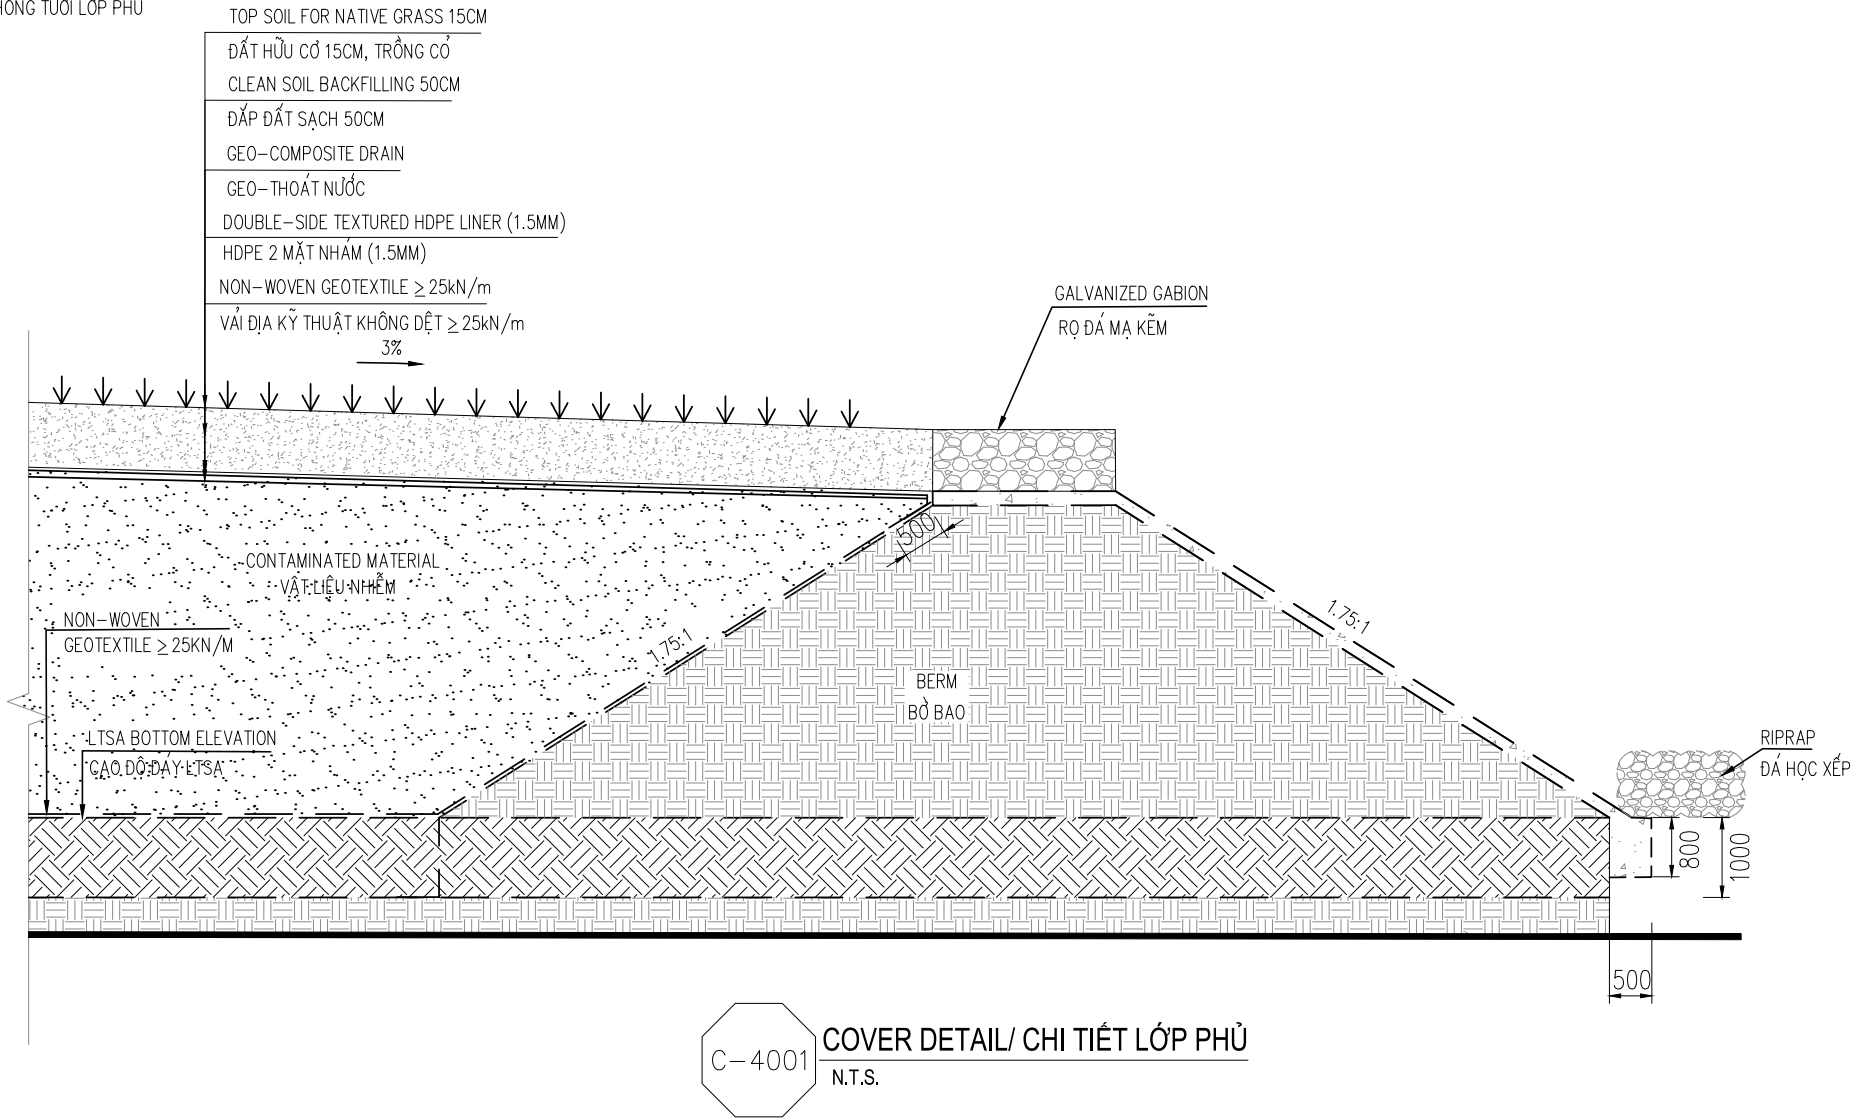 TƯỚI LỚP PHỦ
TOP SOIL FOR NATIVE GRASS 15CM
ĐẤT HỮU CƠ 15CM, TRỒNG CỎ
CLEAN SOIL BACKFILLING 50CM
ĐẮP ĐẤT SẠCH 50CM
GEO-COMPOSITE DRAIN
GEO-THOÁT NƯỚC
DOUBLE-SIDE TEXTURED HDPE LINER (1.5MM)
HDPE 2 MẶT NHÁM (1.5MM)
NON-WOVEN GEOTEXTILE ≥ 25kN/m
VẢI ĐỊA KỸ THUẬT KHÔNG DỆT ≥ 25kN/m
3%
GALVANIZED GABION
RỌ ĐÁ MẠ KẼM
500
CONTAMINATED MATERIAL
VẬT LIỆU NHIỄM
NON-WOVEN
GEOTEXTILE ≥ 25KN/M
1.75:1
1.75:1
BERM
BỜ BAO
LTSA BOTTOM ELEVATION
CAO ĐỘ ĐÁY LTSA
RIPRAP
ĐÁ HỌC XẾP
800
1000
500
C-4001
COVER DETAIL/ CHI TIẾT LỚP PHỦ
N.T.S.